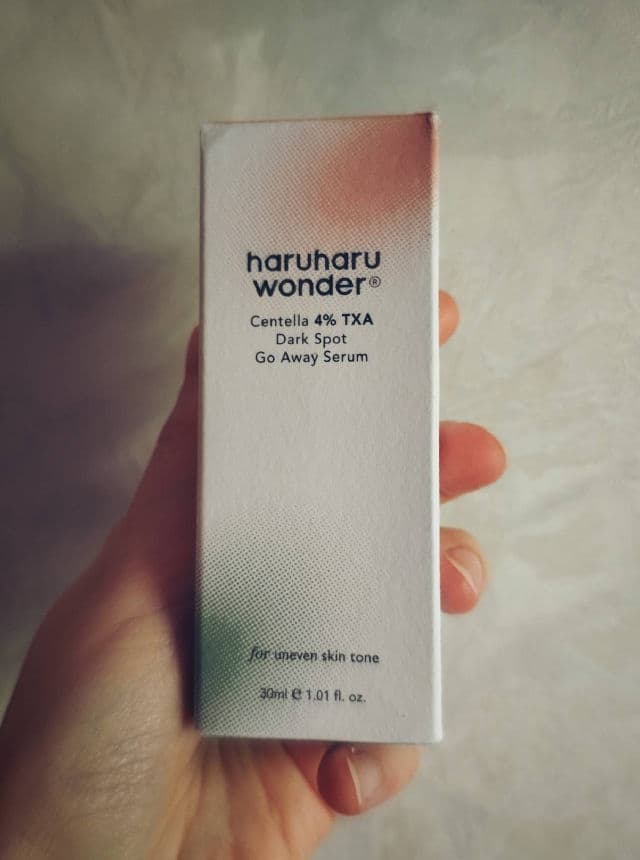 haruharu
wonder®
Centella 4% TXA
Dark Spot
Go Away Serum
for uneven skin tone
30ml ℮ 1.01 fl. oz.